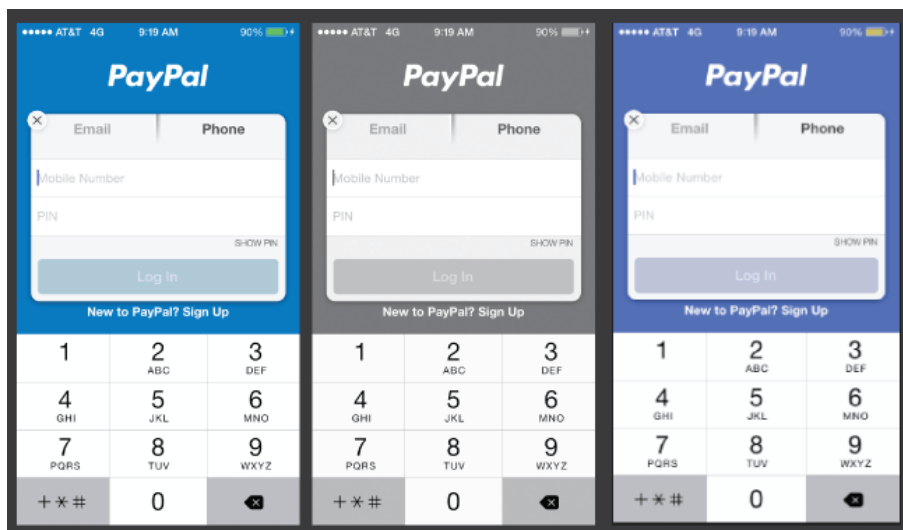 AT&T 4G 9:19 AM 90%
PayPal
Email Phone
Mobile Number
PIN
SHOW PIN
Log In
New to PayPal? Sign Up
1 2 3
ABC DEF
4 5 6
GHI JKL MNO
7 8 9
PQRS TUV WXYZ
+*# 0
AT&T 4G 9:19 AM 90%
PayPal
Email Phone
Mobile Number
PIN
SHOW PIN
Log In
New to PayPal? Sign Up
1 2 3
ABC DEF
4 5 6
GHI JKL MNO
7 8 9
PQRS TUV WXYZ
+*# 0
AT&T 4G 9:19 AM 90%
PayPal
Email Phone
Mobile Number
PIN
SHOW PIN
Log In
New to PayPal? Sign Up
1 2 3
ABC DEF
4 5 6
GHI JKL MNO
7 8 9
PQRS TUV WXYZ
+*# 0